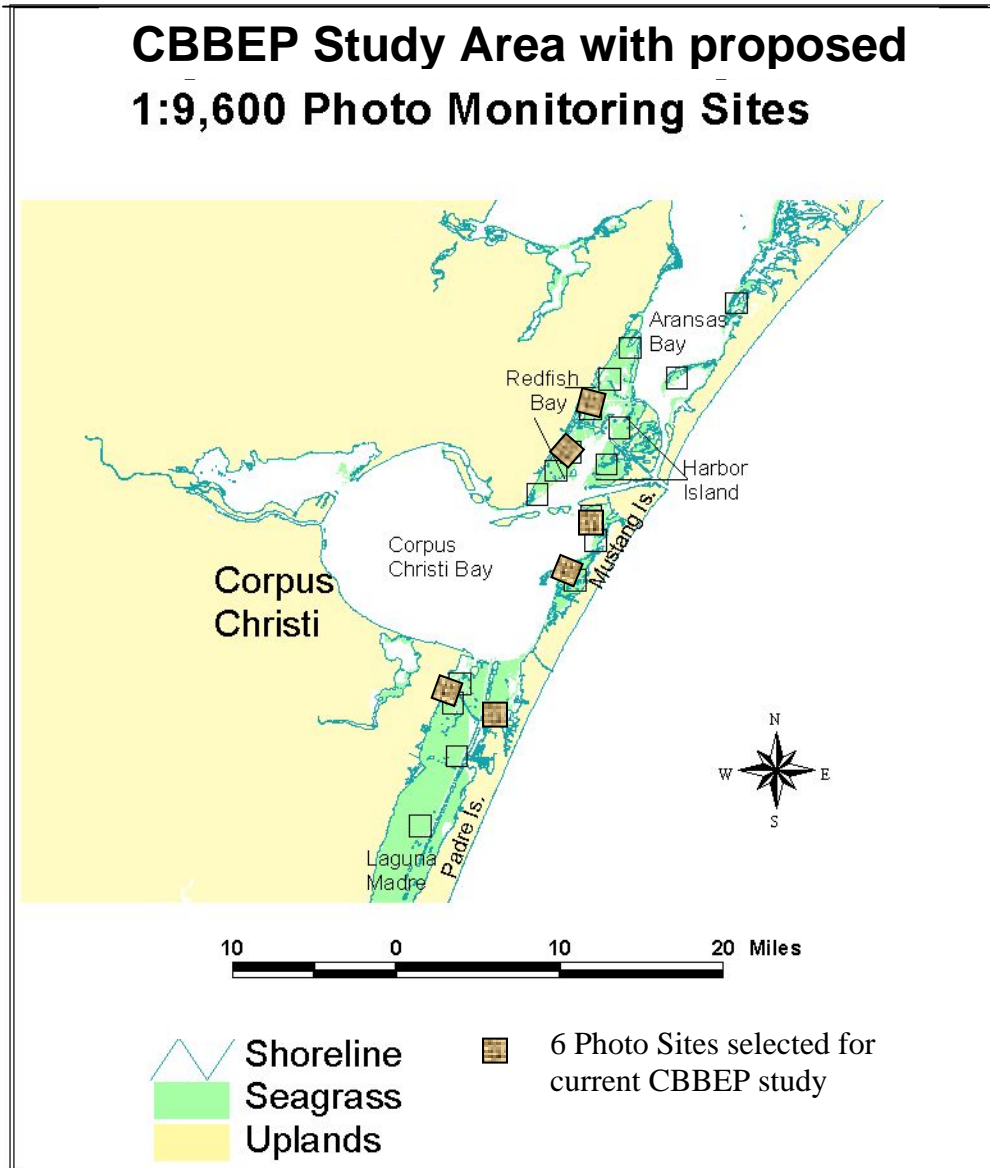 CBBEP Study Area with proposed
1:9,600 Photo Monitoring Sites
Aransas
Bay
Redfish
Bay
Harbor
Island
Mustang Is.
Corpus
Christi Bay
Corpus
Christi
N
W
E
S
Padre Is.
Laguna
Madre
10 0 10 20 Miles
Shoreline
Seagrass
Uplands
6 Photo Sites selected for
current CBBEP study